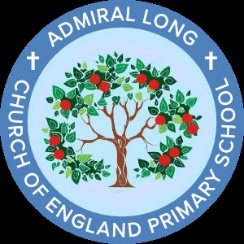 ADMIRAL LONG
CHURCH OF ENGLAND PRIMARY SCHOOL